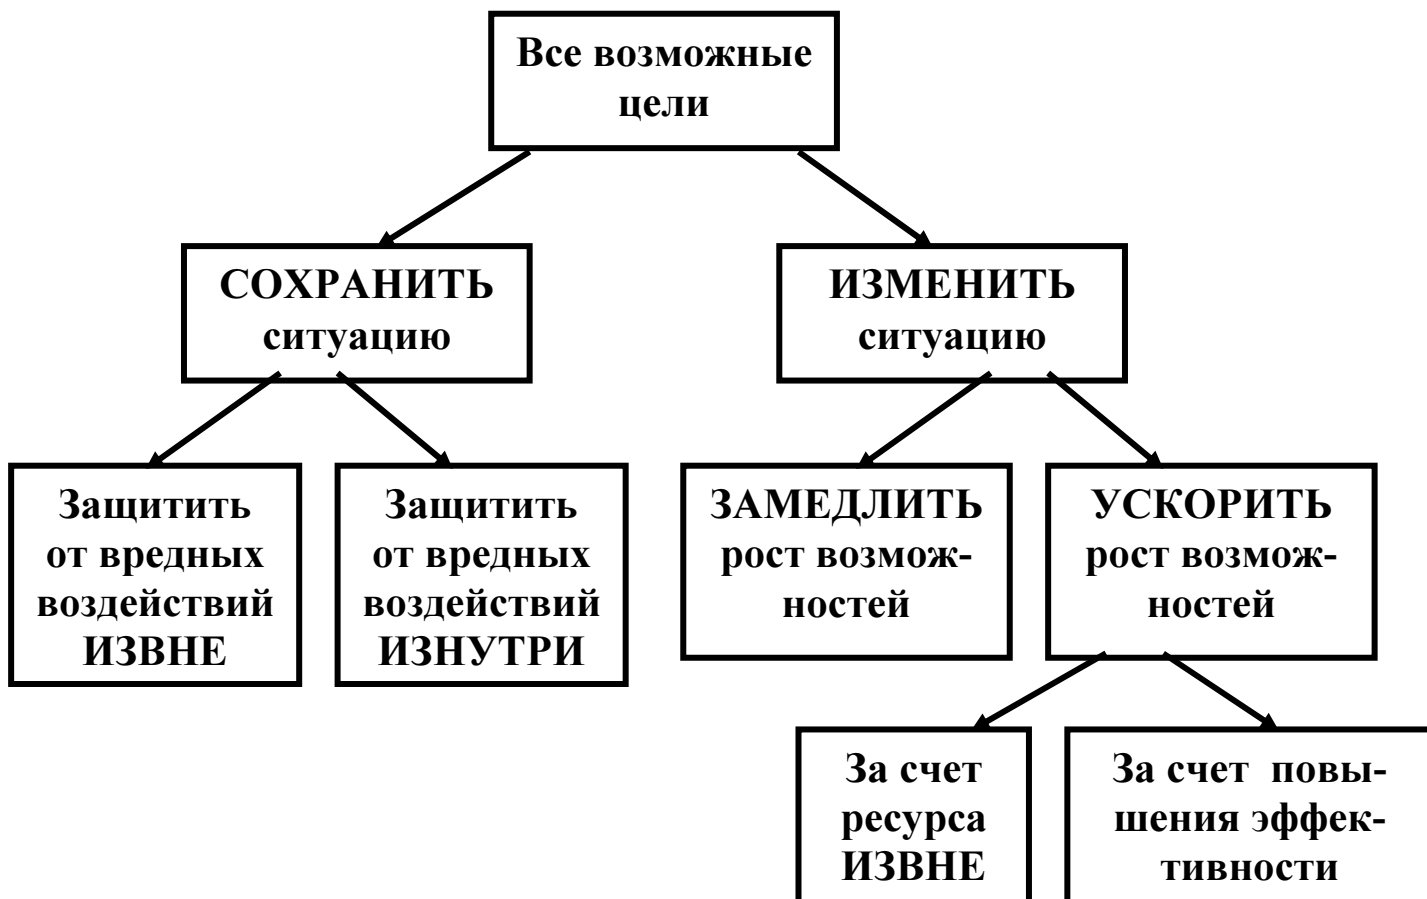 Все возможные
цели
СОХРАНИТЬ
ситуацию
ИЗМЕНИТЬ
ситуацию
Защитить
от вредных
воздействий
ИЗВНЕ
Защитить
от вредных
воздействий
ИЗНУТРИ
ЗАМЕДЛИТЬ
рост возмож-
ностей
УСКОРИТЬ
рост возмож-
ностей
За счет
ресурса
ИЗВНЕ
За счет повы-
шения эффек-
тивности